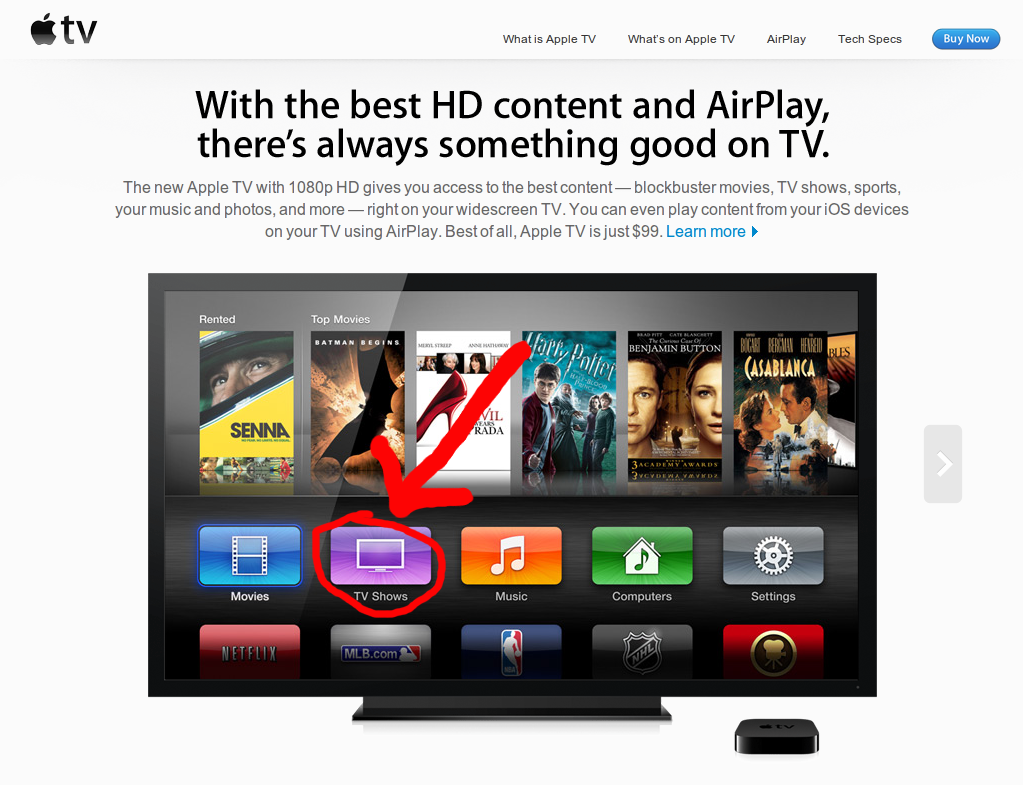 tv
What is Apple TV What's on Apple TV AirPlay Tech Specs Buy Now
With the best HD content and AirPlay,
there's always something good on TV.
The new Apple TV with 1080p HD gives you access to the best content — blockbuster movies, TV shows, sports,
your music and photos, and more — right on your widescreen TV. You can even play content from your iOS devices
on your TV using AirPlay. Best of all, Apple TV is just $99. Learn more
Rented Top Movies
SENNA
BATMAN BEGINS
MERYL STREEP ANNE HATHAWAY
RADA
Harry Potter
HALF-BLOOD
BRAD PITT CATE BLANCHETT
The Curious Case Of
BENJAMIN BUTTON
3 ACADEMY AWARDS
BOGART BERGMAN HENREID
CASABLANCA
BLES
Movies TV Shows Music Computers Settings
NETFLIX MLB.com NBA NHL
tv